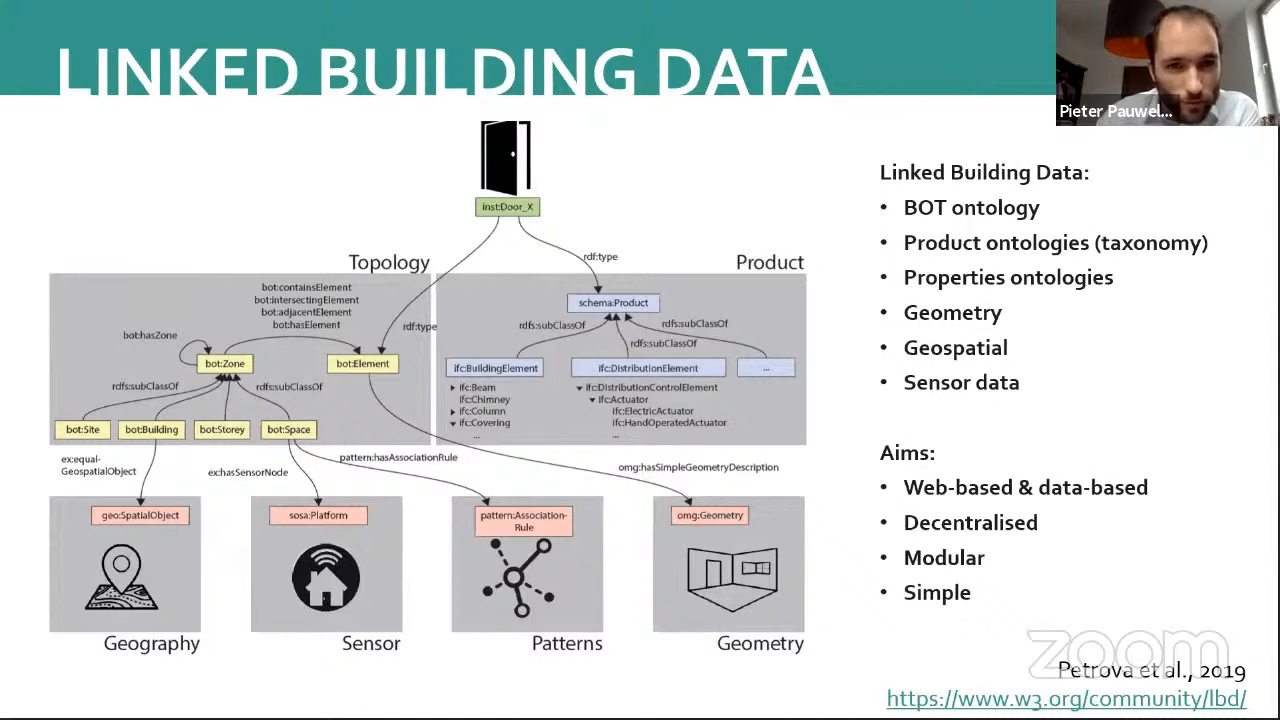 LINKED BUILDING DATA
Pieter Pauwel...
inst:Door_X
Topology
Product
rdf:type
rdf:type
bot:containsElement
bot:intersectingElement
bot:adjacentElement
bot:hasElement
bot:hasZone
bot:Zone
bot:Element
rdfs:subClassOf
rdfs:subClassOf
bot:Site
bot:Building
bot:Storey
bot:Space
schema:Product
rdfs:subClassOf
rdfs:subClassOf
rdfs:subClassOf
ifc:BuildingElement
ifc:DistributionElement
...
ifc:Beam
ifc:Chimney
ifc:Column
ifc:Covering
...
ifc:DistributionControlElement
ifc:Actuator
ifc:ElectricActuator
ifc:HandOperatedActuator
...
ex:equal-
GeospatialObject
ex:hasSensorNode
pattern:hasAssociationRule
omg:hasSimpleGeometryDescription
geo:SpatialObject
sosa:Platform
pattern:Association-
Rule
omg:Geometry
Geography
Sensor
Patterns
Geometry
Linked Building Data:
• BOT ontology
• Product ontologies (taxonomy)
• Properties ontologies
• Geometry
• Geospatial
• Sensor data
Aims:
• Web-based & data-based
• Decentralised
• Modular
• Simple
zoom
Petrova et al., 2019
https://www.w3.org/community/lbd/